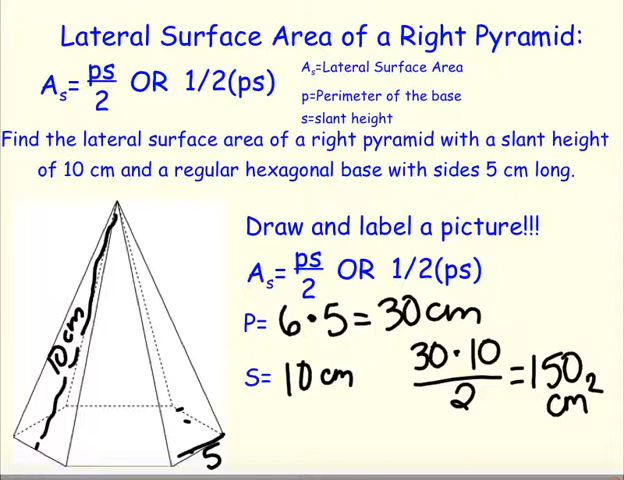 Lateral Surface Area of a Right Pyramid:
Aₛ= ps/2 OR 1/2(ps)
Aₛ=Lateral Surface Area
p=Perimeter of the base
s=slant height
Find the lateral surface area of a right pyramid with a slant height
of 10 cm and a regular hexagonal base with sides 5 cm long.
Draw and label a picture!!!
Aₛ= ps/2 OR 1/2(ps)
P= 6·5=30cm
S= 10 cm
30·10/2 =150 cm²
10cm
5